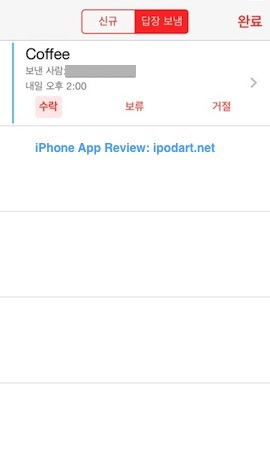 신규 답장 보냄 완료
Coffee
보낸 사람:
내일 오후 2:00
수락 보류 거절
iPhone App Review: ipodart.net